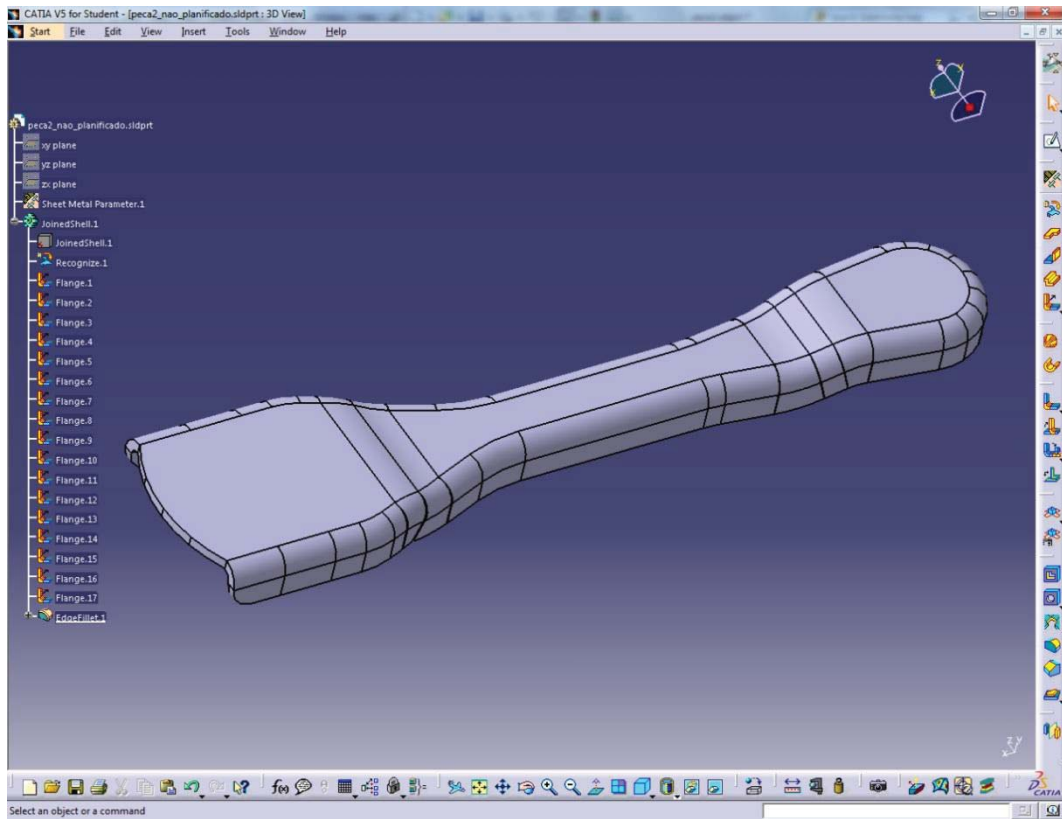 CATIA V5 for Student - [peca2_nao_planificado.sldprt : 3D View]
Start File Edit View Insert Tools Window Help
peca2_nao_planificado.sldprt
xy plane
yz plane
zx plane
Sheet Metal Parameter.1
JoinedShell.1
JoinedShell.1
Recognize.1
Flange.1
Flange.2
Flange.3
Flange.4
Flange.5
Flange.6
Flange.7
Flange.8
Flange.9
Flange.10
Flange.11
Flange.12
Flange.13
Flange.14
Flange.15
Flange.16
Flange.17
EdgeFillet.1
z y
x
f(x)
CATIA
Select an object or a command